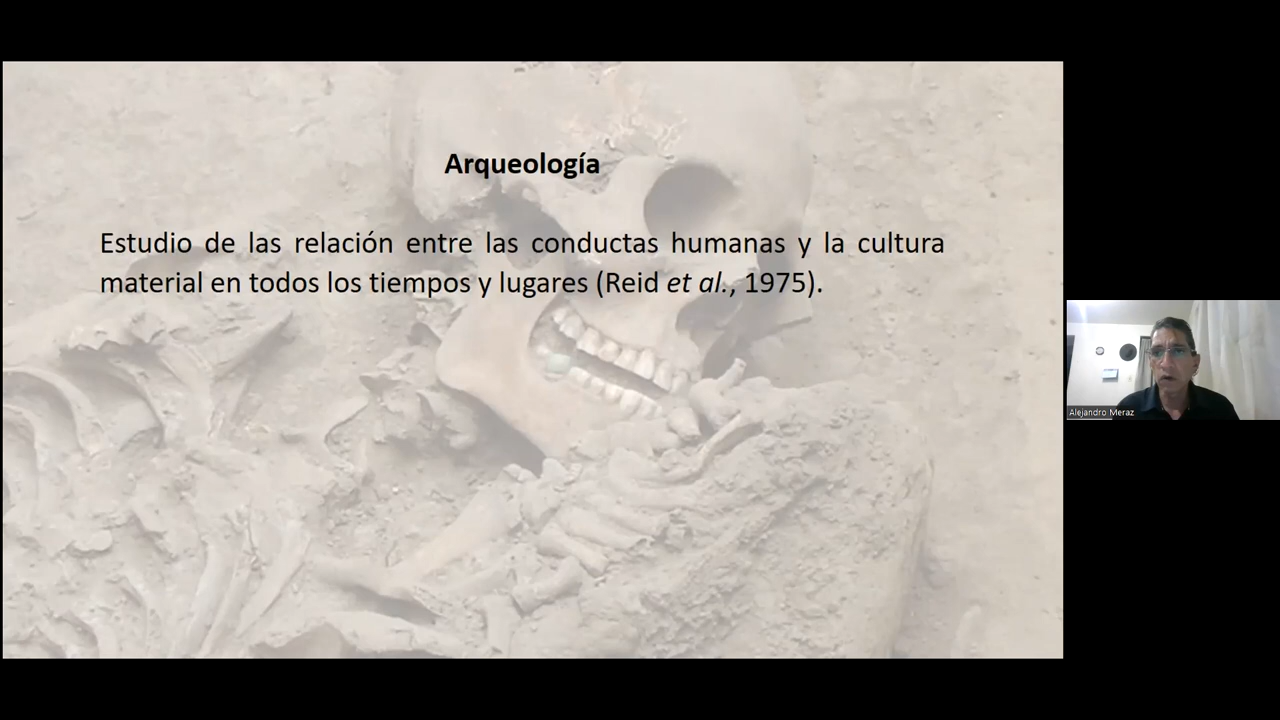 Arqueología
Estudio de las relación entre las conductas humanas y la cultura
material en todos los tiempos y lugares (Reid et al., 1975).
Alejandro Meraz